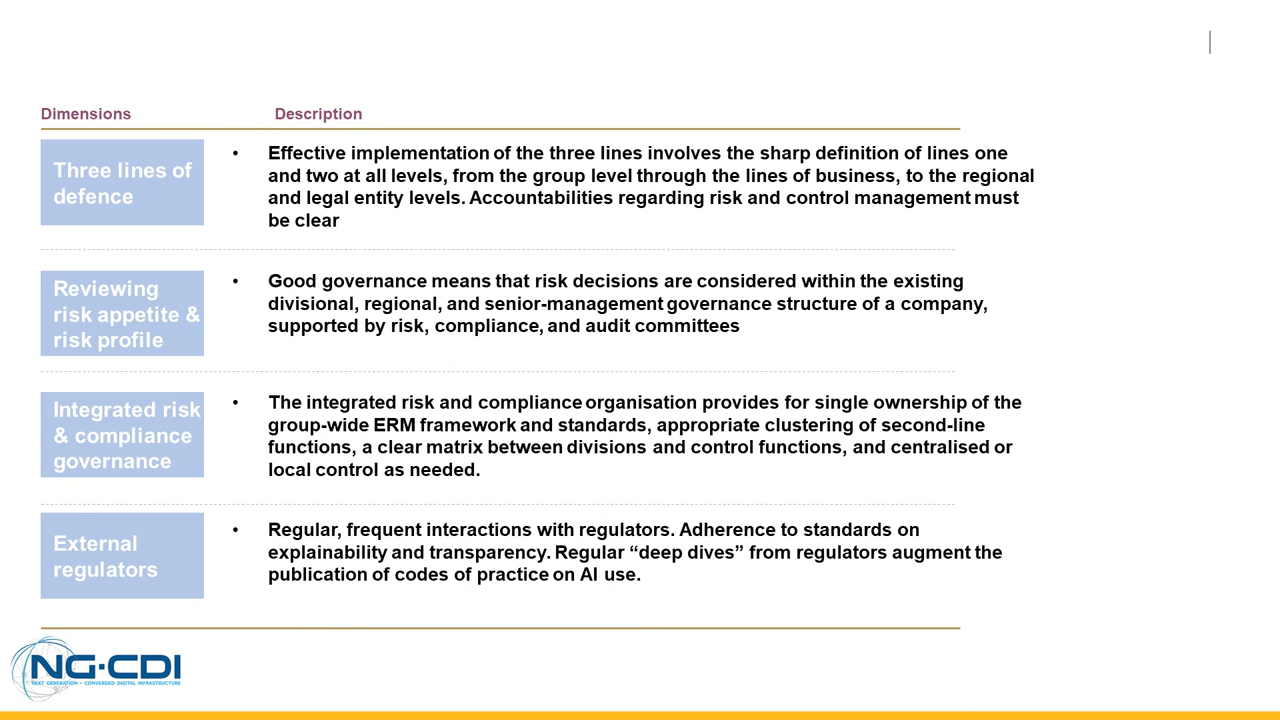 Dimensions
Description
Three lines of
defence
• Effective implementation of the three lines involves the sharp definition of lines one
and two at all levels, from the group level through the lines of business, to the regional
and legal entity levels. Accountabilities regarding risk and control management must
be clear
Reviewing
risk appetite &
risk profile
• Good governance means that risk decisions are considered within the existing
divisional, regional, and senior-management governance structure of a company,
supported by risk, compliance, and audit committees
Integrated risk
& compliance
governance
• The integrated risk and compliance organisation provides for single ownership of the
group-wide ERM framework and standards, appropriate clustering of second-line
functions, a clear matrix between divisions and control functions, and centralised or
local control as needed.
External
regulators
• Regular, frequent interactions with regulators. Adherence to standards on
explainability and transparency. Regular “deep dives” from regulators augment the
publication of codes of practice on AI use.
NG·CDI
NEXT GENERATION · CONVERGED DIGITAL INFRASTRUCTURE